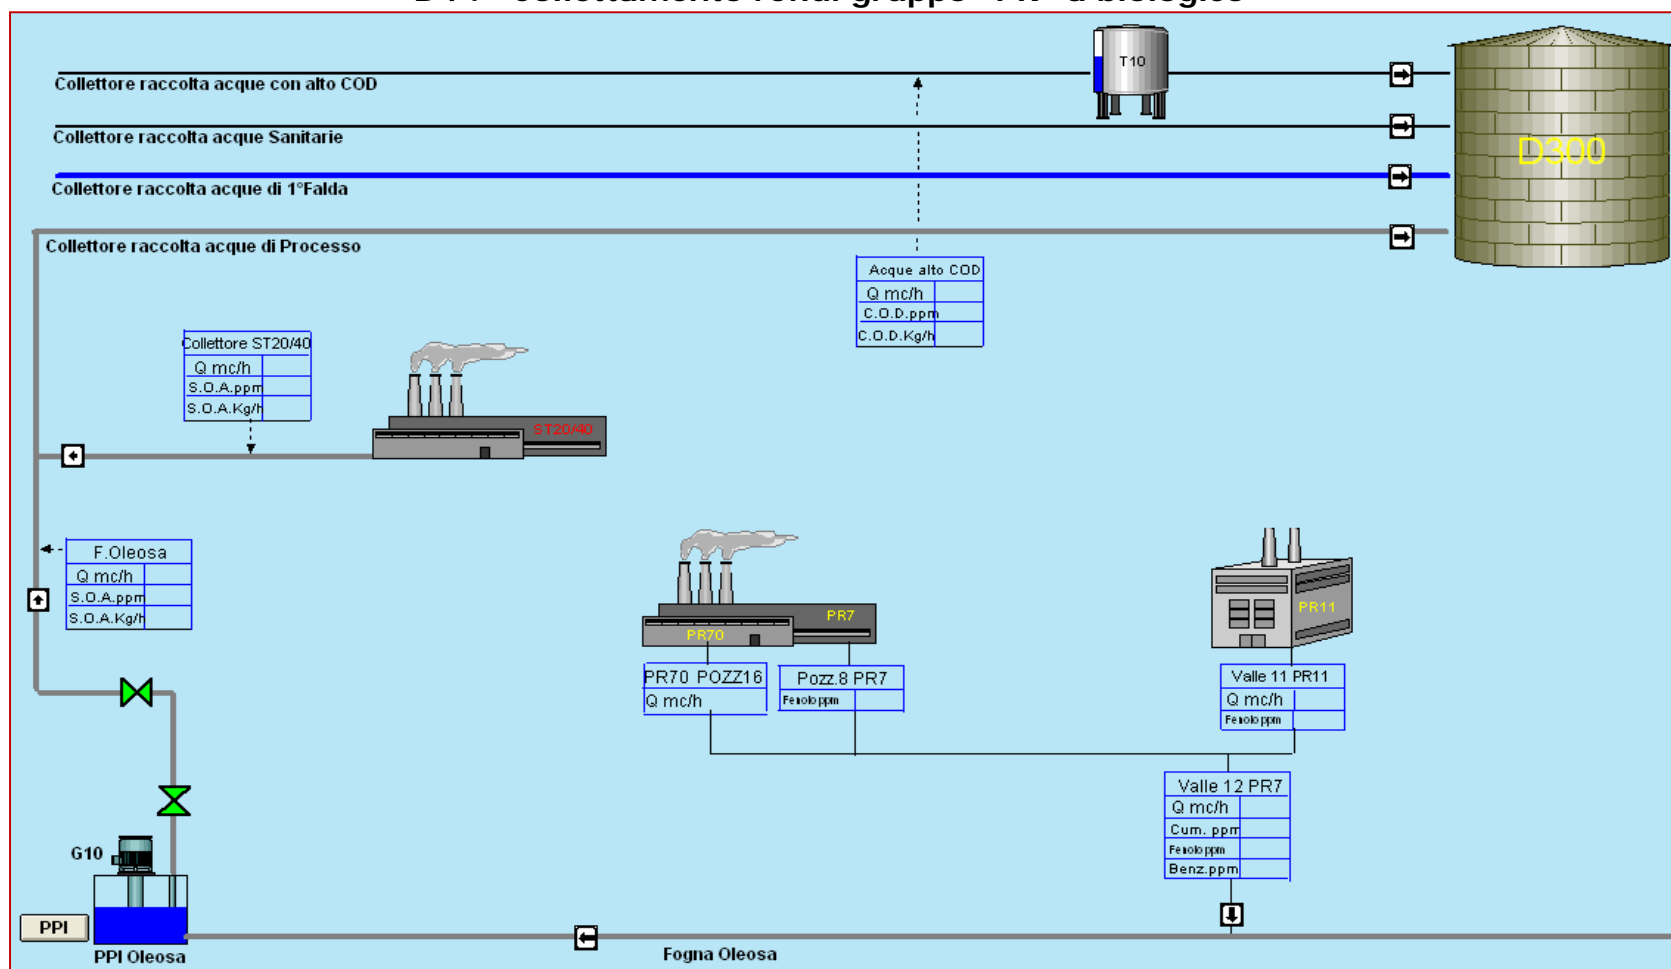 T10
Collettore raccolta acque con alto COD
Collettore raccolta acque Sanitarie
D300
Collettore raccolta acque di 1°Falda
Collettore raccolta acque di Processo
Acque alto COD
Q mc/h
C.O.D.ppm
C.O.D.Kg/h
Collettore ST20/40
Q mc/h
S.O.A.ppm
S.O.A.Kg/h
ST20/40
F.Oleosa
Q mc/h
S.O.A.ppm
S.O.A.Kg/h
PR7
PR70
PR11
PR70 POZZ16
Q mc/h
Pozz.8 PR7
Fenolo ppm
Valle 11 PR11
Q mc/h
Fenolo ppm
Valle 12 PR7
Q mc/h
Cum. ppm
Fenolo ppm
Benz.ppm
G10
PPI
PPI Oleosa
Fogna Oleosa